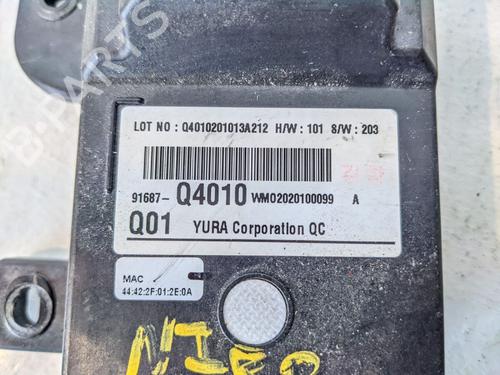 LOT NO : Q4010201013A212 H/W : 101 S/W : 203
91687- Q4010 WM02020100099 A
Q01 YURA Corporation QC
MAC
44:42:2F:01:2E:0A
B-PARTS